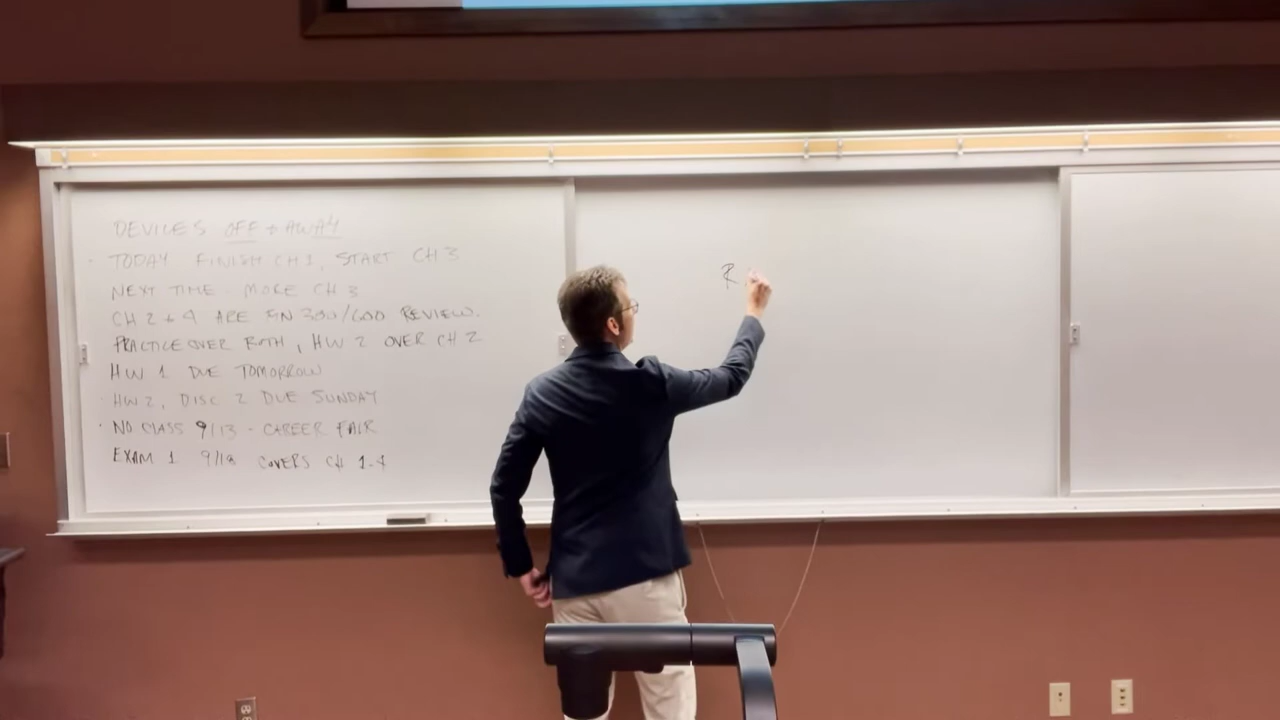 DEVICES OFF + AWAY
· TODAY FINISH CH 1, START CH 3
NEXT TIME - MORE CH 3
CH 2 + 4 ARE FN 300/600 REVIEW.
PRACTICE OVER BOTH, HW 2 OVER CH 2
HW 1 DUE TOMORROW
· HW 2, DISC 2 DUE SUNDAY
· NO CLASS 9/13 - CAREER FAIR
EXAM 1 9/18 COVERS CH 1-4
R